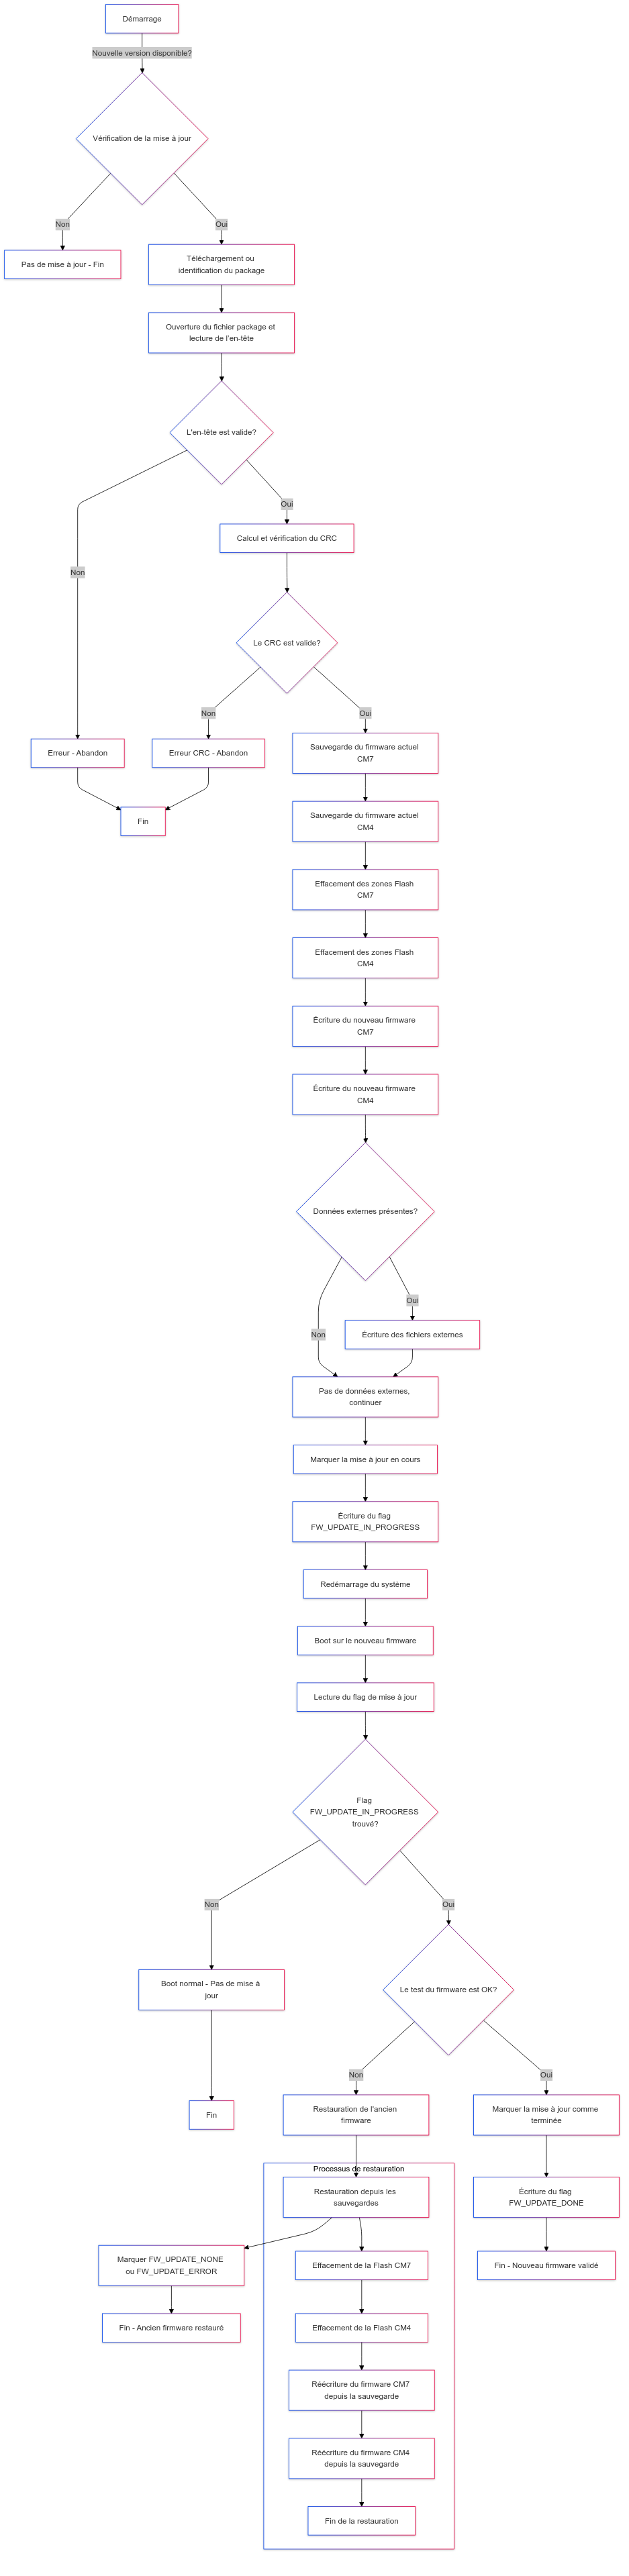 Démarrage
Nouvelle version disponible?
Vérification de la mise à jour
Non
Oui
Pas de mise à jour - Fin
Téléchargement ou
identification du package
Ouverture du fichier package et
lecture de l'en-tête
L'en-tête est valide?
Oui
Calcul et vérification du CRC
Non
Le CRC est valide?
Non
Oui
Erreur - Abandon
Erreur CRC - Abandon
Sauvegarde du firmware actuel
CM7
Fin
Sauvegarde du firmware actuel
CM4
Effacement des zones Flash
CM7
Effacement des zones Flash
CM4
Écriture du nouveau firmware
CM7
Écriture du nouveau firmware
CM4
Données externes présentes?
Oui
Non
Écriture des fichiers externes
Pas de données externes,
continuer
Marquer la mise à jour en cours
Écriture du flag
FW_UPDATE_IN_PROGRESS
Redémarrage du système
Boot sur le nouveau firmware
Lecture du flag de mise à jour
Flag
FW_UPDATE_IN_PROGRESS
trouvé?
Non
Oui
Boot normal - Pas de mise à
jour
Le test du firmware est OK?
Non
Oui
Fin
Restauration de l'ancien
firmware
Marquer la mise à jour comme
terminée
Processus de restauration
Restauration depuis les
sauvegardes
Écriture du flag
FW_UPDATE_DONE
Marquer FW_UPDATE_NONE
ou FW_UPDATE_ERROR
Effacement de la Flash CM7
Fin - Nouveau firmware validé
Fin - Ancien firmware restauré
Effacement de la Flash CM4
Réécriture du firmware CM7
depuis la sauvegarde
Réécriture du firmware CM4
depuis la sauvegarde
Fin de la restauration